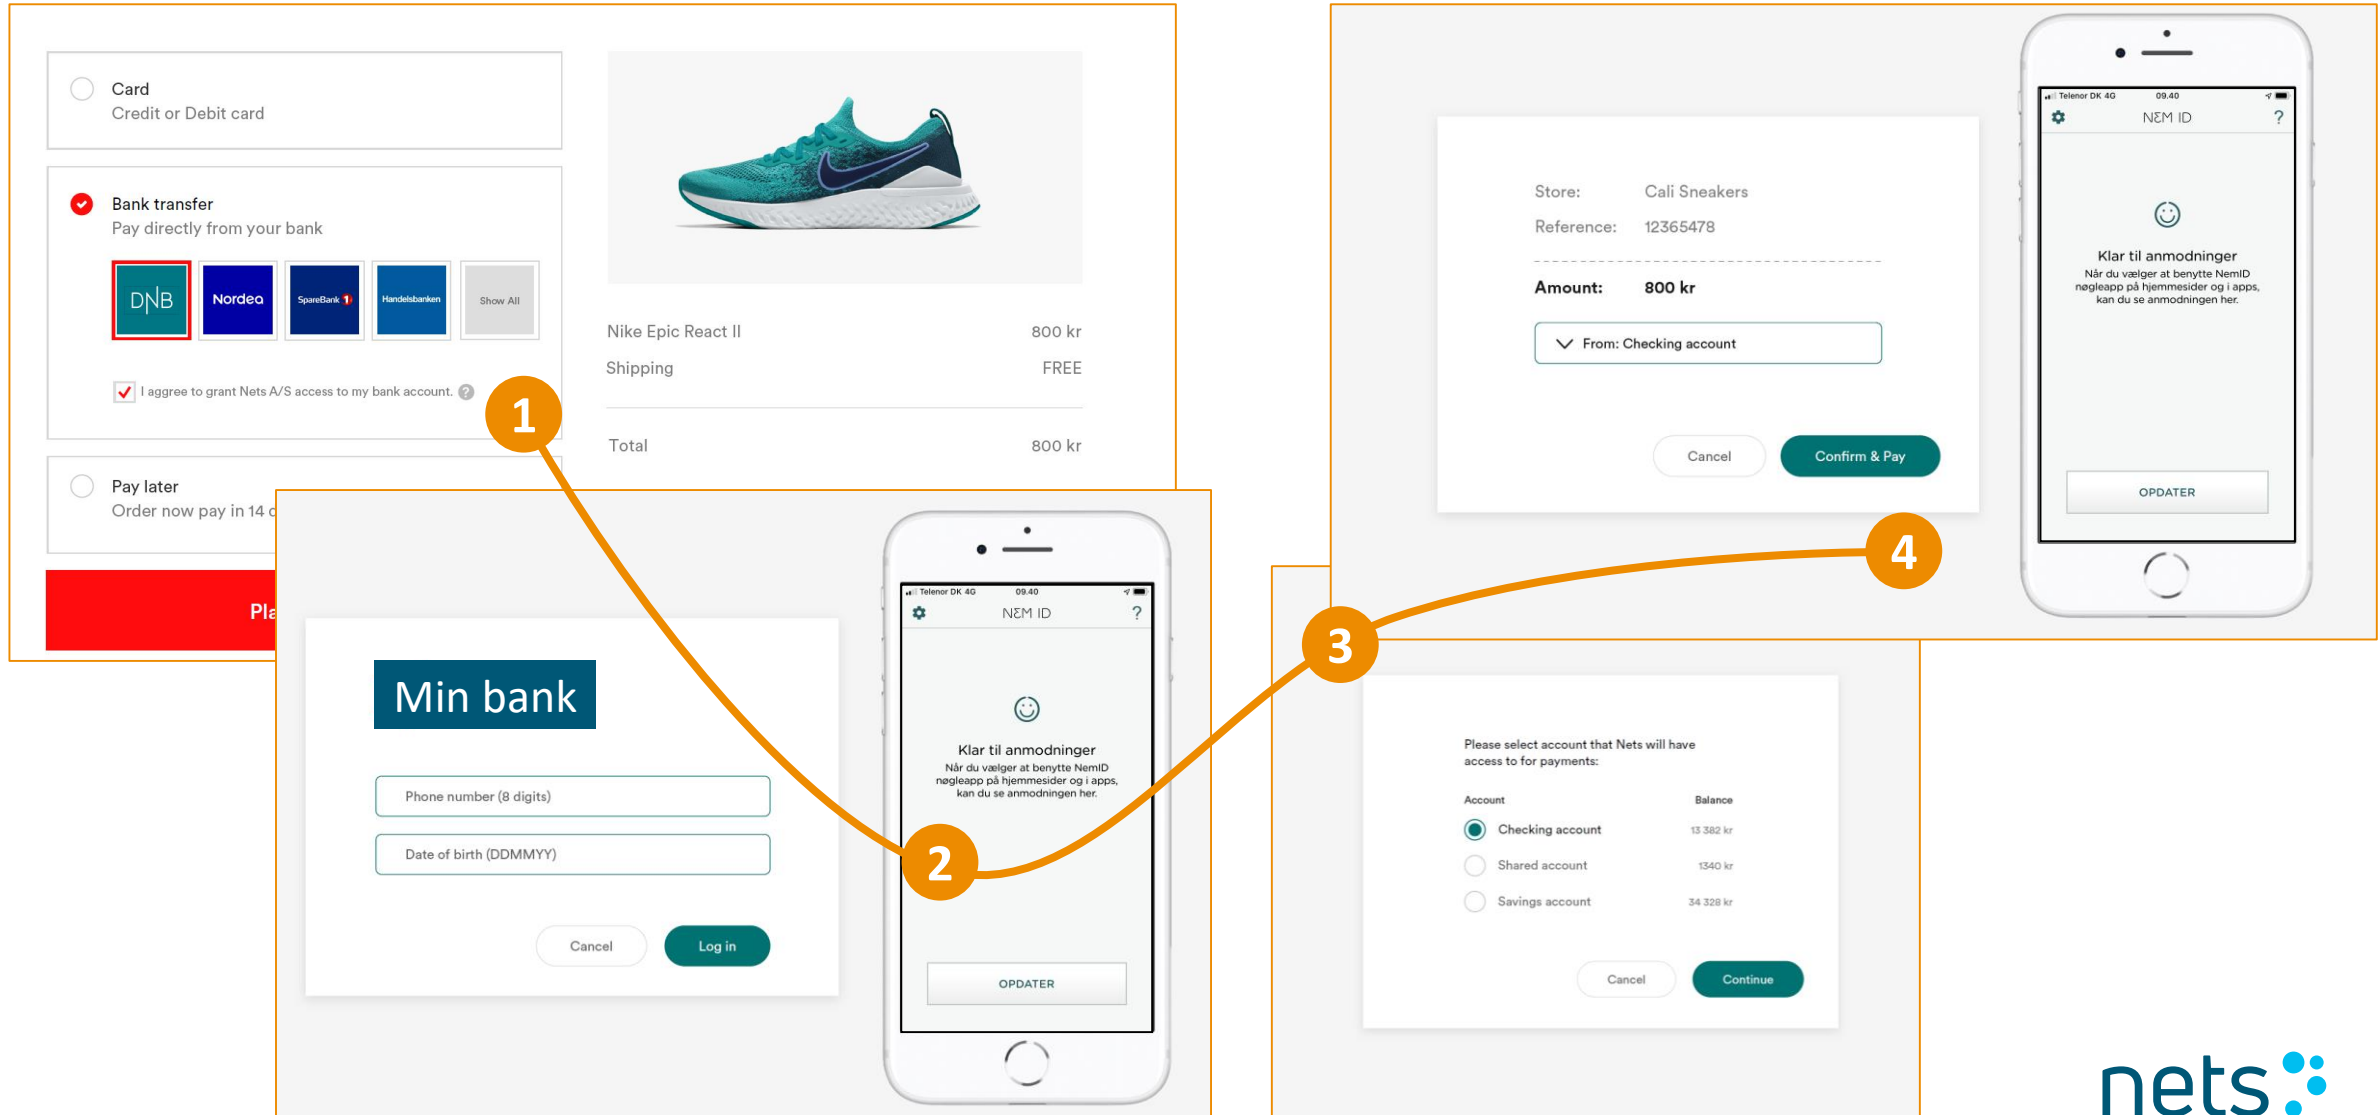 Card
Credit or Debit card
Bank transfer
Pay directly from your bank
DNB
Nordea
SpareBank 1
Handelsbanken
Show All
I aggree to grant Nets A/S access to my bank account. ?
Pay later
Order now pay in 14
Nike Epic React II 800 kr
Shipping FREE
Total 800 kr
1
Min bank
Phone number (8 digits)
Date of birth (DDMMYY)
Cancel
Log in
Telenor DK 4G 09.40
NEM ID ?
Klar til anmodninger
Når du vælger at benytte NemID
nøgleapp på hjemmesider og i apps,
kan du se anmodningen her.
OPDATER
2
3
Please select account that Nets will have
access to for payments:
Account Balance
Checking account 13 382 kr
Shared account 1340 kr
Savings account 34 328 kr
Cancel
Continue
Store: Cali Sneakers
Reference: 12365478
Amount: 800 kr
From: Checking account
Cancel
Confirm & Pay
4
Telenor DK 4G 09.40
NEM ID ?
Klar til anmodninger
Når du vælger at benytte NemID
nøgleapp på hjemmesider og i apps,
kan du se anmodningen her.
OPDATER
nets